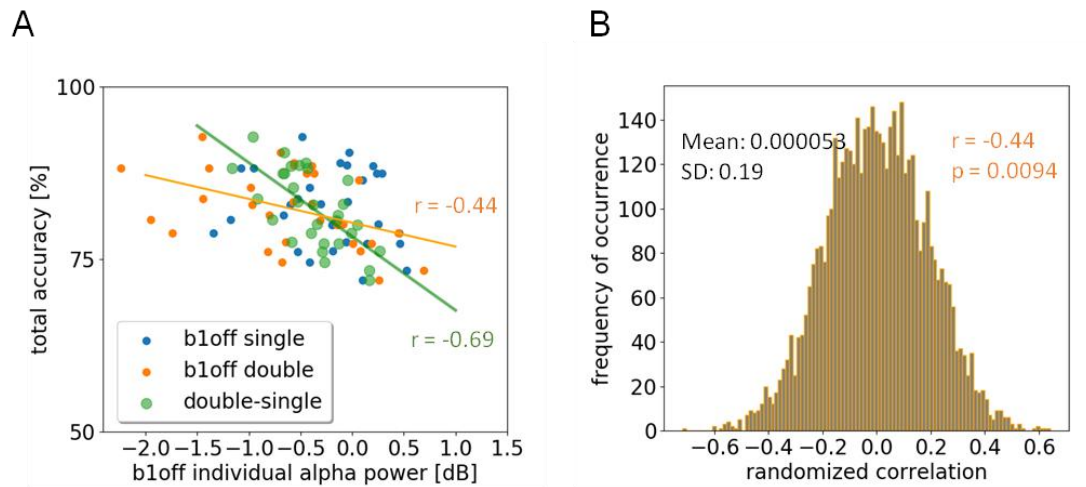 A
100
75
50
total accuracy [%]
r = -0.44
r = -0.69
b1off single
b1off double
double-single
−2.0 −1.5 −1.0 −0.5 0.0 0.5 1.0 1.5
b1off individual alpha power [dB]
B
140
120
100
80
60
40
20
0
frequency of occurrence
Mean: 0.000053
SD: 0.19
r = -0.44
p = 0.0094
−0.6 −0.4 −0.2 0.0 0.2 0.4 0.6
randomized correlation